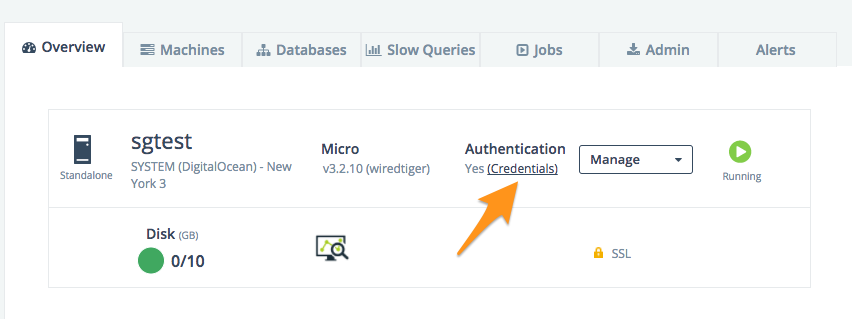 Overview Machines Databases Slow Queries Jobs Admin Alerts
sgtest Micro Authentication Manage
Standalone SYSTEM (DigitalOcean) - New v3.2.10 (wiredtiger) Yes (Credentials) Running
York 3
Disk (GB)
0/10 SSL